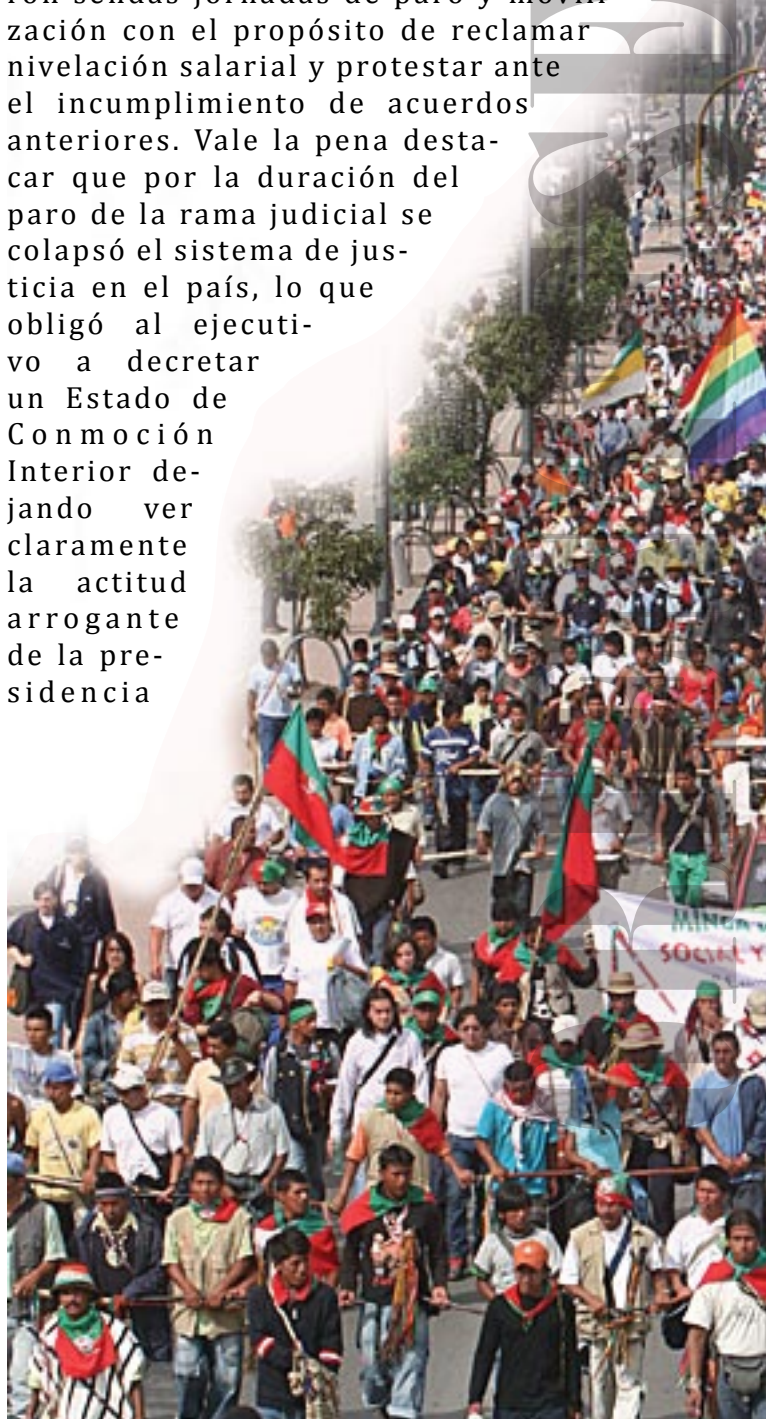 ron sendas jornadas de paro y movili-
zación con el propósito de reclamar
nivelación salarial y protestar ante
el incumplimiento de acuerdos
anteriores. Vale la pena desta-
car que por la duración del
paro de la rama judicial se
colapsó el sistema de jus-
ticia en el país, lo que
obligó al ejecuti-
vo a decretar
un Estado de
Conmoción
Interior de-
jando ver
claramente
la actitud
arrogante
de la pre-
sidencia
MINGA
SOCIAL Y